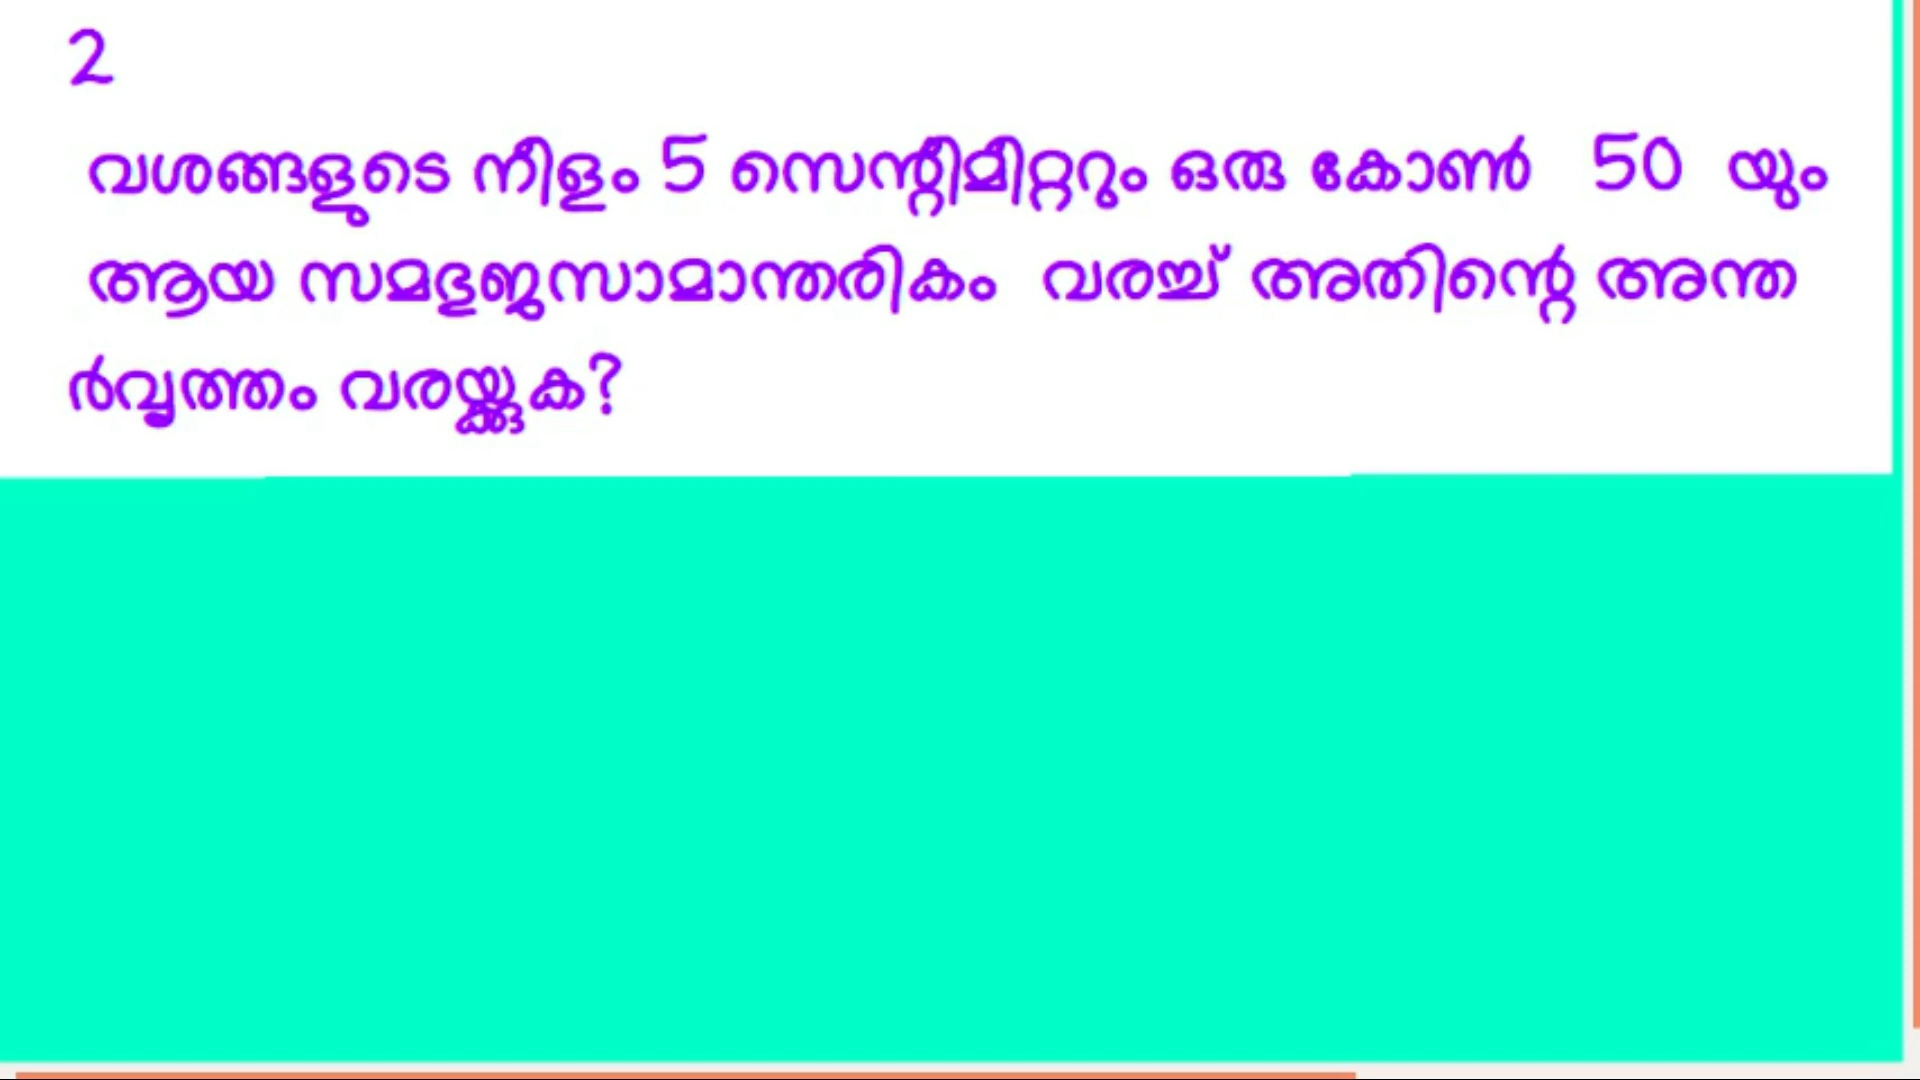 2
വശങ്ങളുടെ നീളം 5 സെന്റീമീറ്ററും ഒരു കോൺ 50 യും
ആയ സമഭുജസാമാന്തരികം വരച്ച് അതിന്റെ അന്ത
ർവൃത്തം വരയ്ക്കുക?